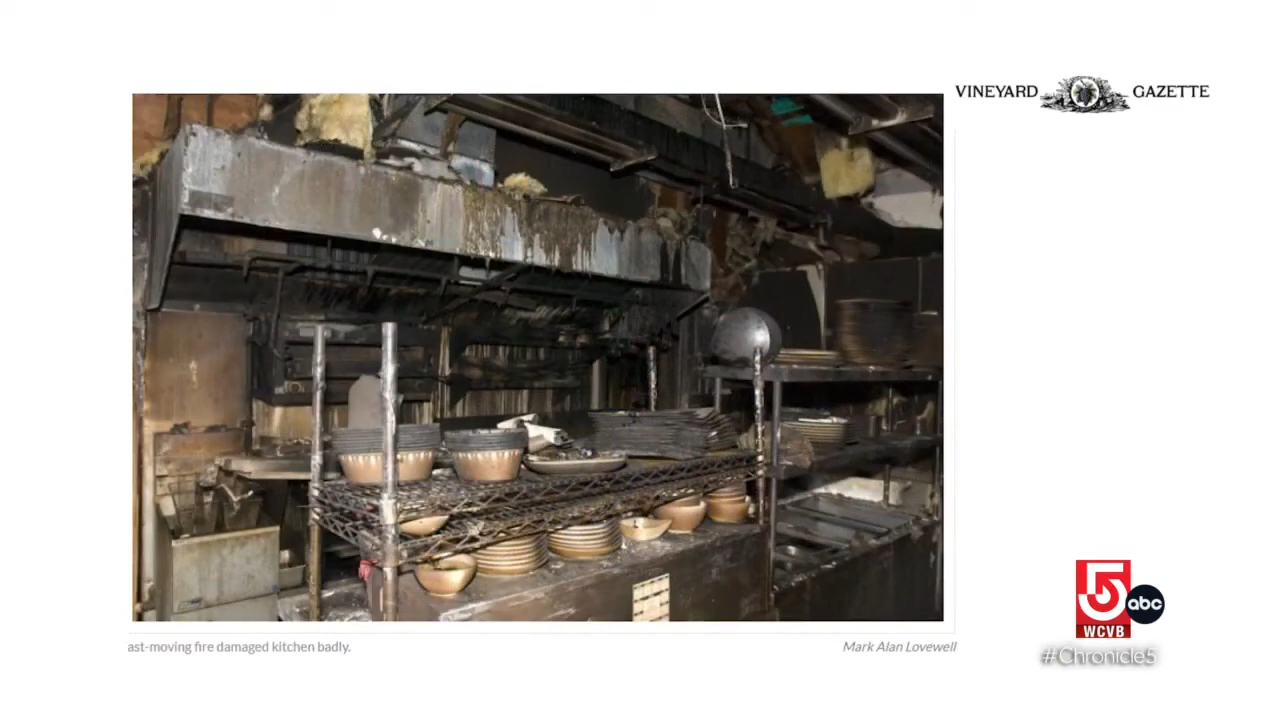 VINEYARD GAZETTE
ast-moving fire damaged kitchen badly.
Mark Alan Lovewell
5
abc
WCVB
#Chronicle5